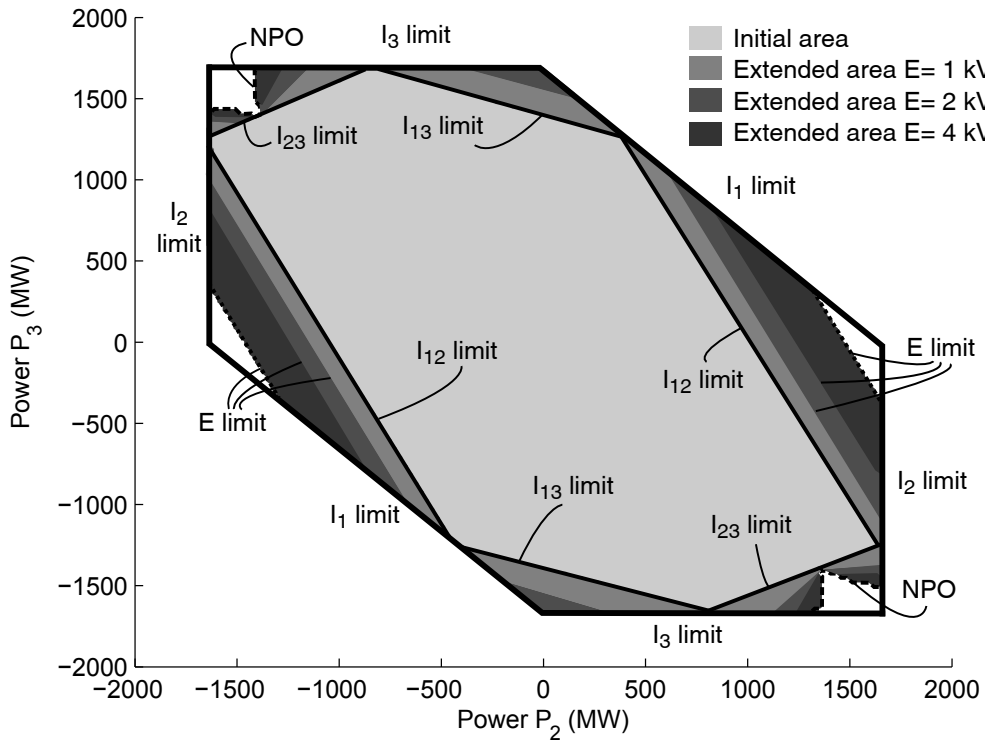 2000
1500
1000
500
0
−500
−1000
−1500
−2000
Power P3 (MW)
−2000
−1500
−1000
−500
0
500
1000
1500
2000
Power P2 (MW)
NPO
I3 limit
Initial area
Extended area E= 1 kV
Extended area E= 2 kV
Extended area E= 4 kV
I23 limit
I13 limit
I1 limit
I2
limit
I12 limit
I12 limit
E limit
E limit
I13 limit
I1 limit
I23 limit
I2 limit
NPO
I3 limit